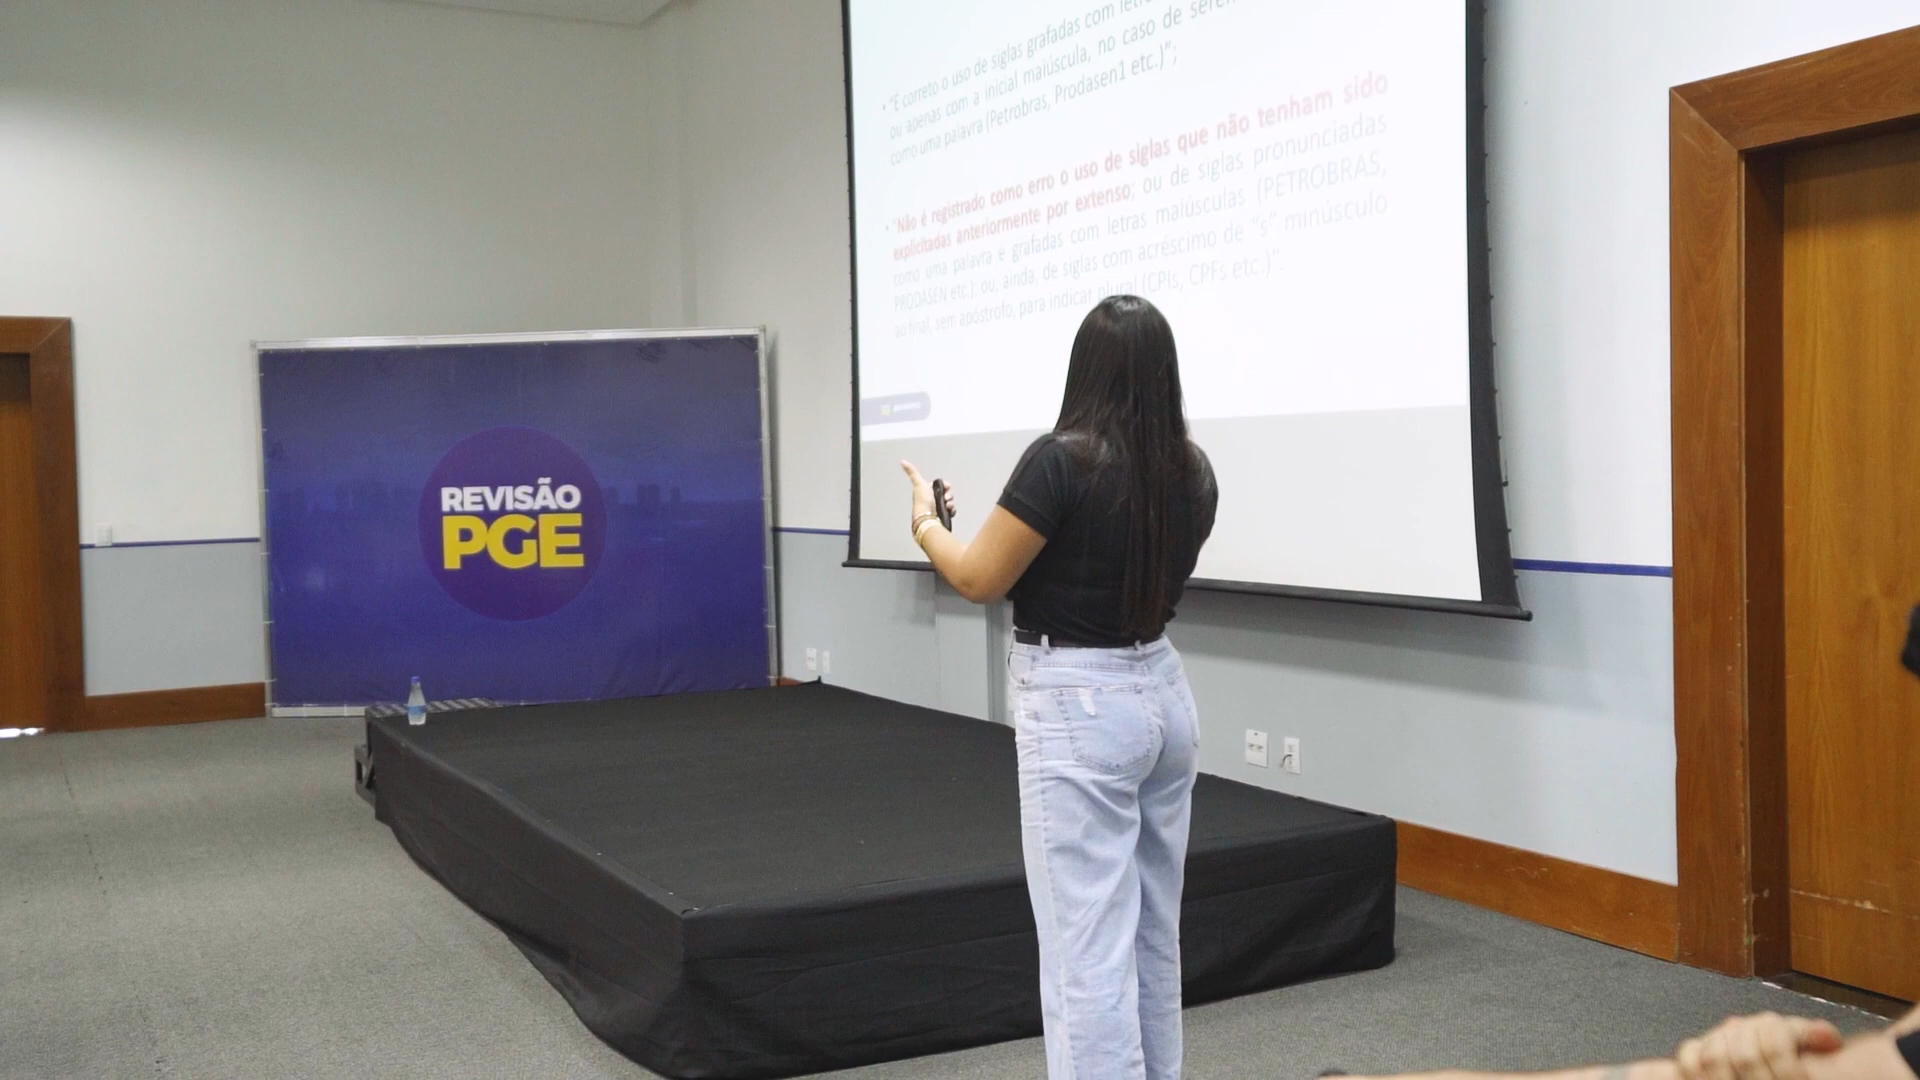 • "É correto o uso de siglas grafadas com
ou apenas com a inicial maiúscula, no caso de
como uma palavra (Petrobras, Prodasen1 etc.)";
• "Não é registrado como erro o uso de siglas que não tenham sido
explicitadas anteriormente por extenso; ou de siglas pronunciadas
como uma palavra e grafadas com letras maiúsculas (PETROBRAS,
PRODASEN etc.); ou, ainda, de siglas com acréscimo de "s" minúsculo
ao final, sem apóstrofo, para indicar plural (CPIs, CPFs etc.)".
REVISÃO
PGE